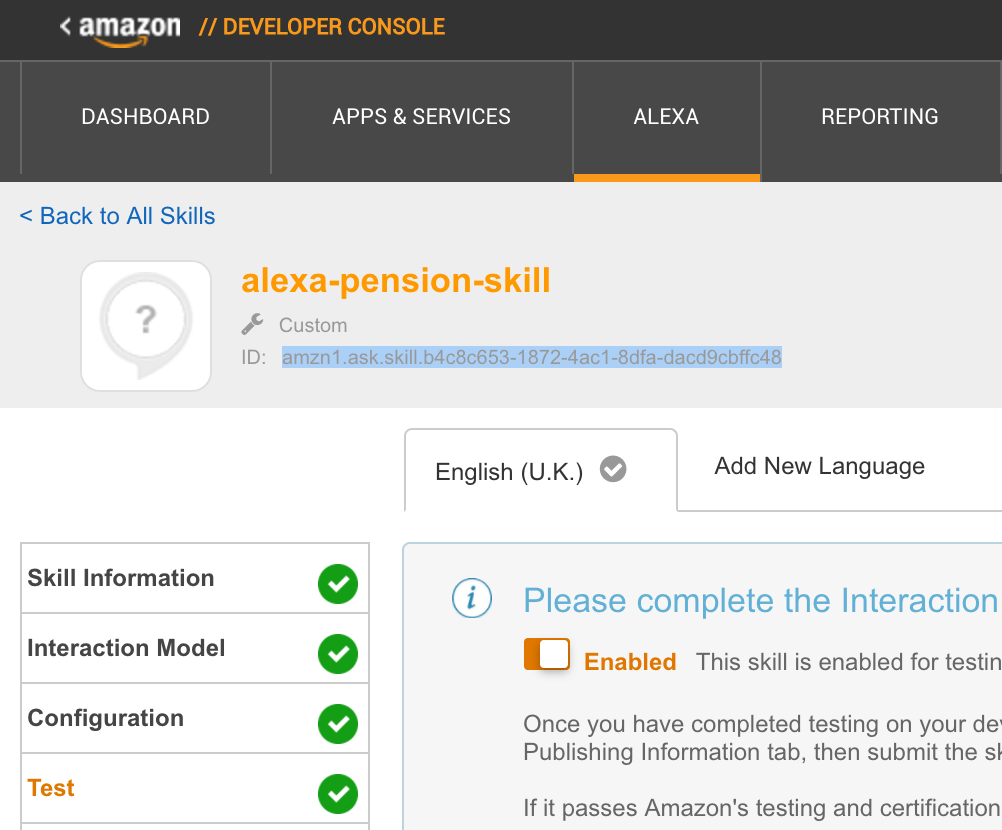 < amazon // DEVELOPER CONSOLE
DASHBOARD APPS & SERVICES ALEXA REPORTING
< Back to All Skills
?
alexa-pension-skill
Custom
ID: amzn1.ask.skill.b4c8c653-1872-4ac1-8dfa-dacd9cbffc48
English (U.K.) Add New Language
Skill Information
Interaction Model
Configuration
Test
i Please complete the Interaction
Enabled This skill is enabled for testin
Once you have completed testing on your dev
Publishing Information tab, then submit the sk
If it passes Amazon's testing and certification